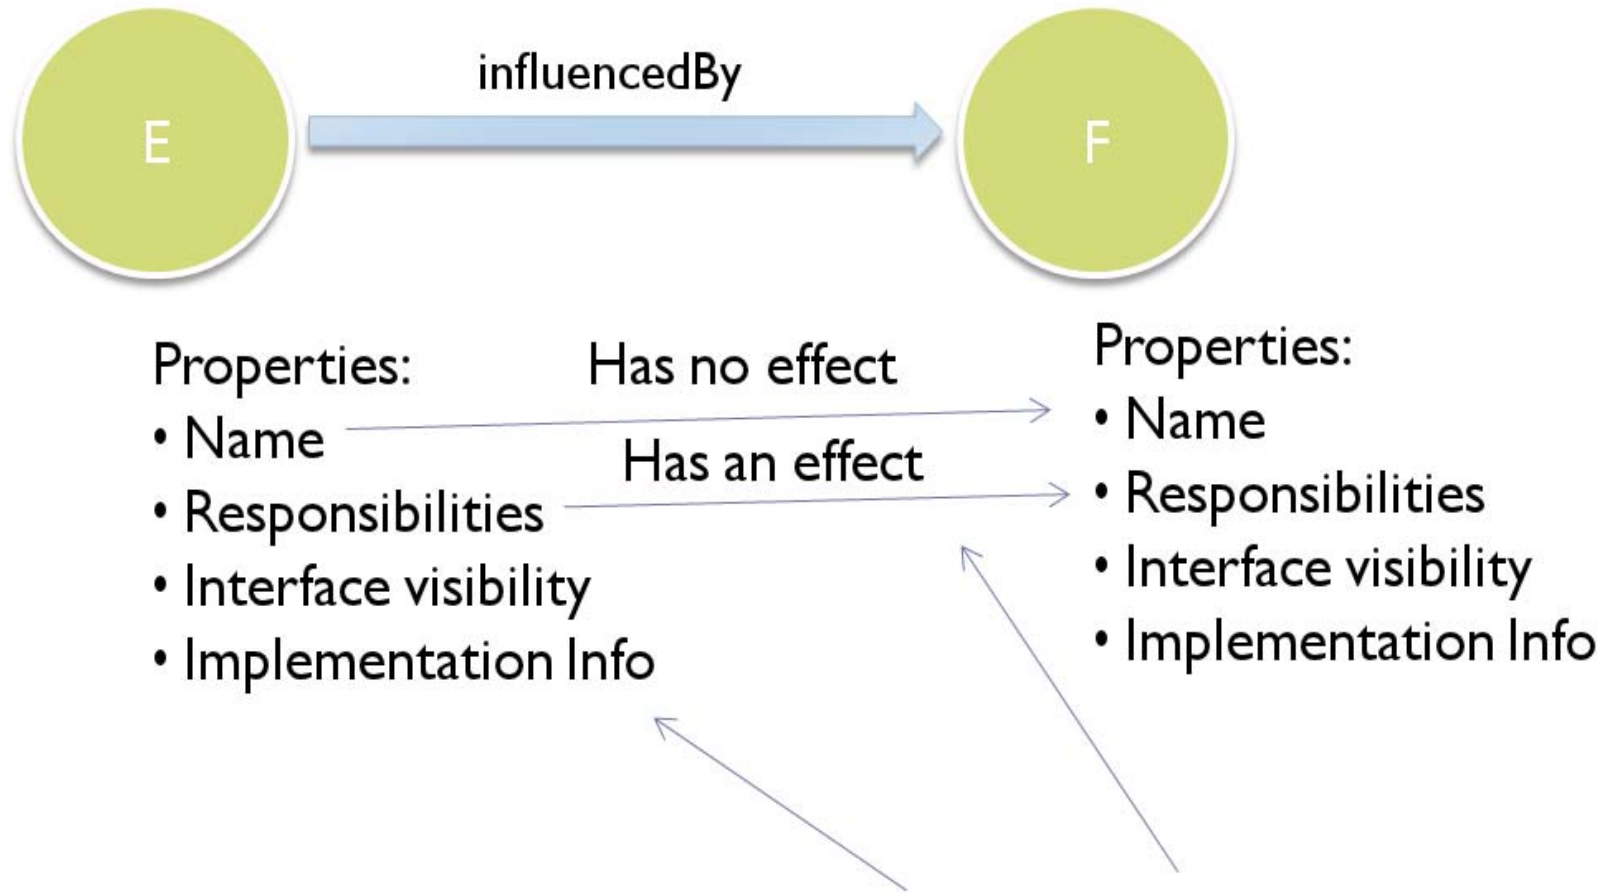 influencedBy
E
F
Properties:
• Name
• Responsibilities
• Interface visibility
• Implementation Info
Has no effect
Has an effect
Properties:
• Name
• Responsibilities
• Interface visibility
• Implementation Info